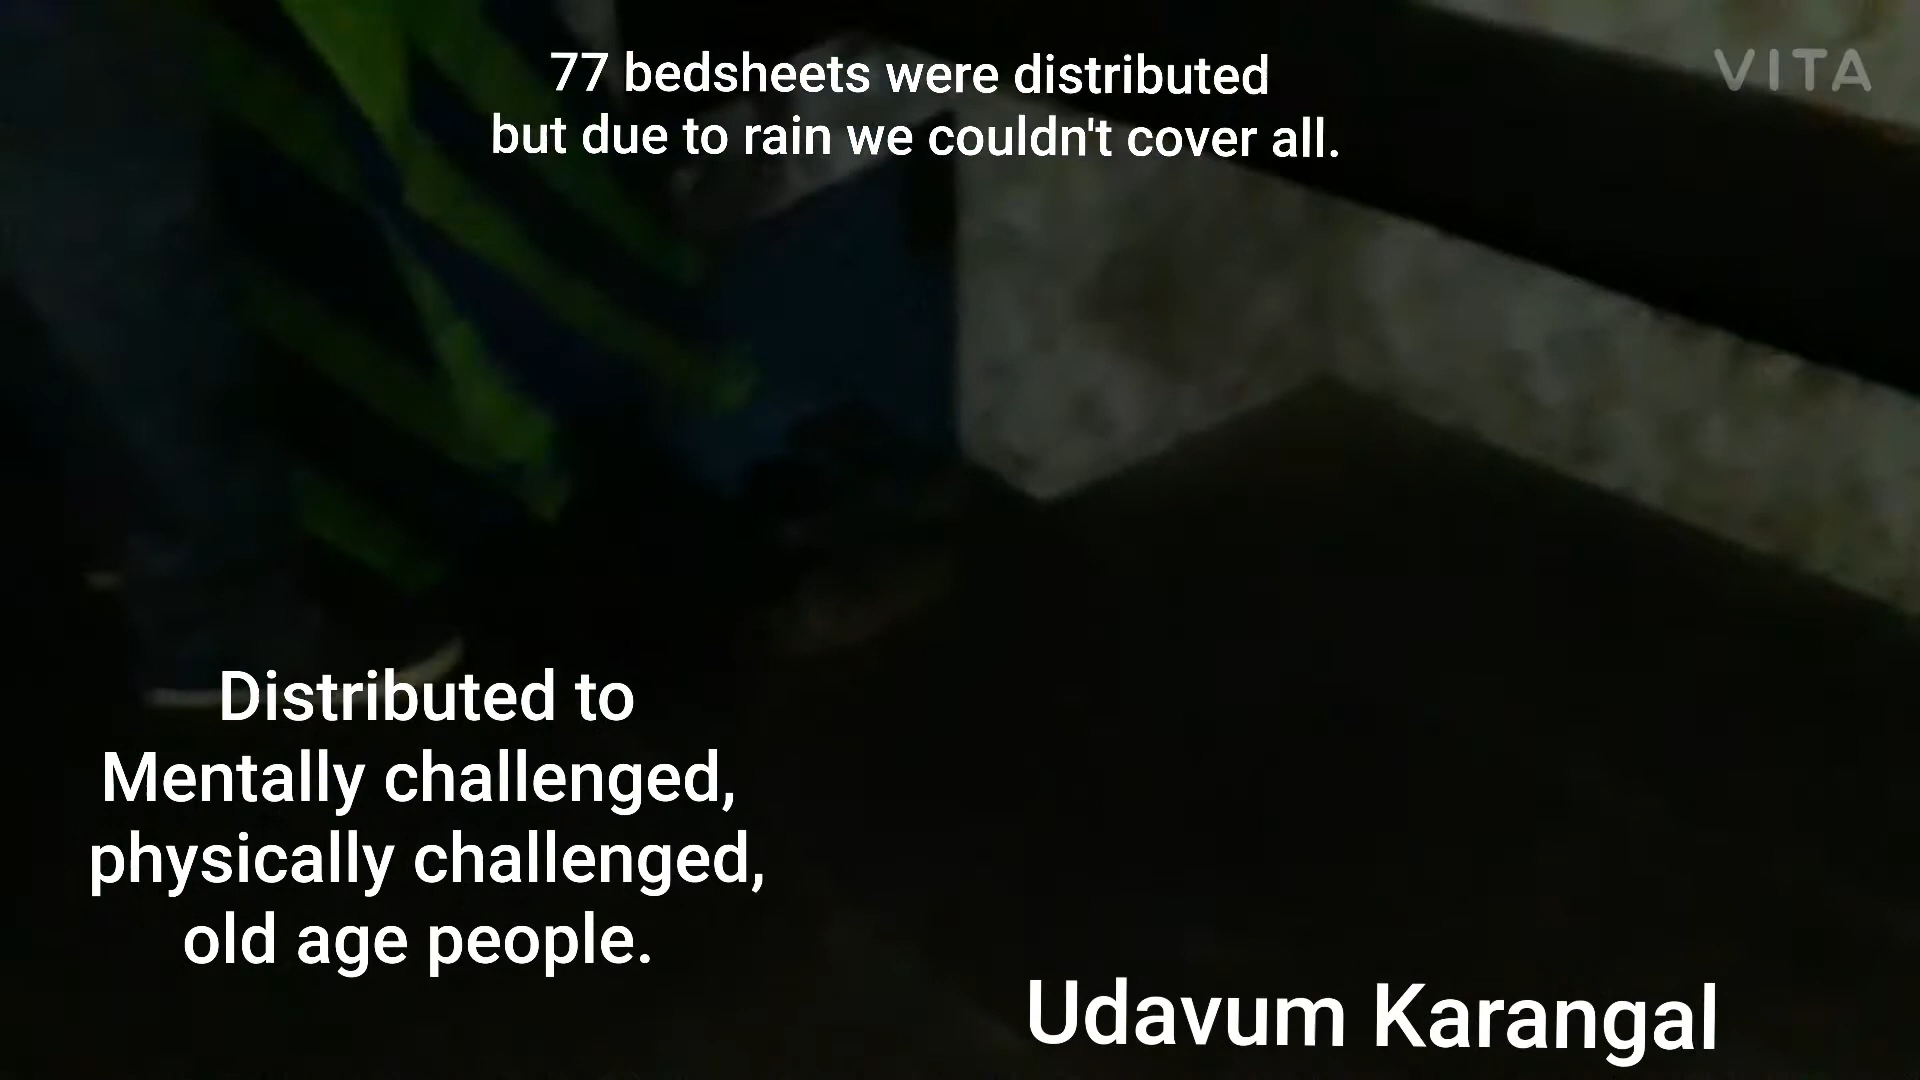 77 bedsheets were distributed
but due to rain we couldn't cover all.
VITA
Distributed to
Mentally challenged,
physically challenged,
old age people.
Udavum Karangal